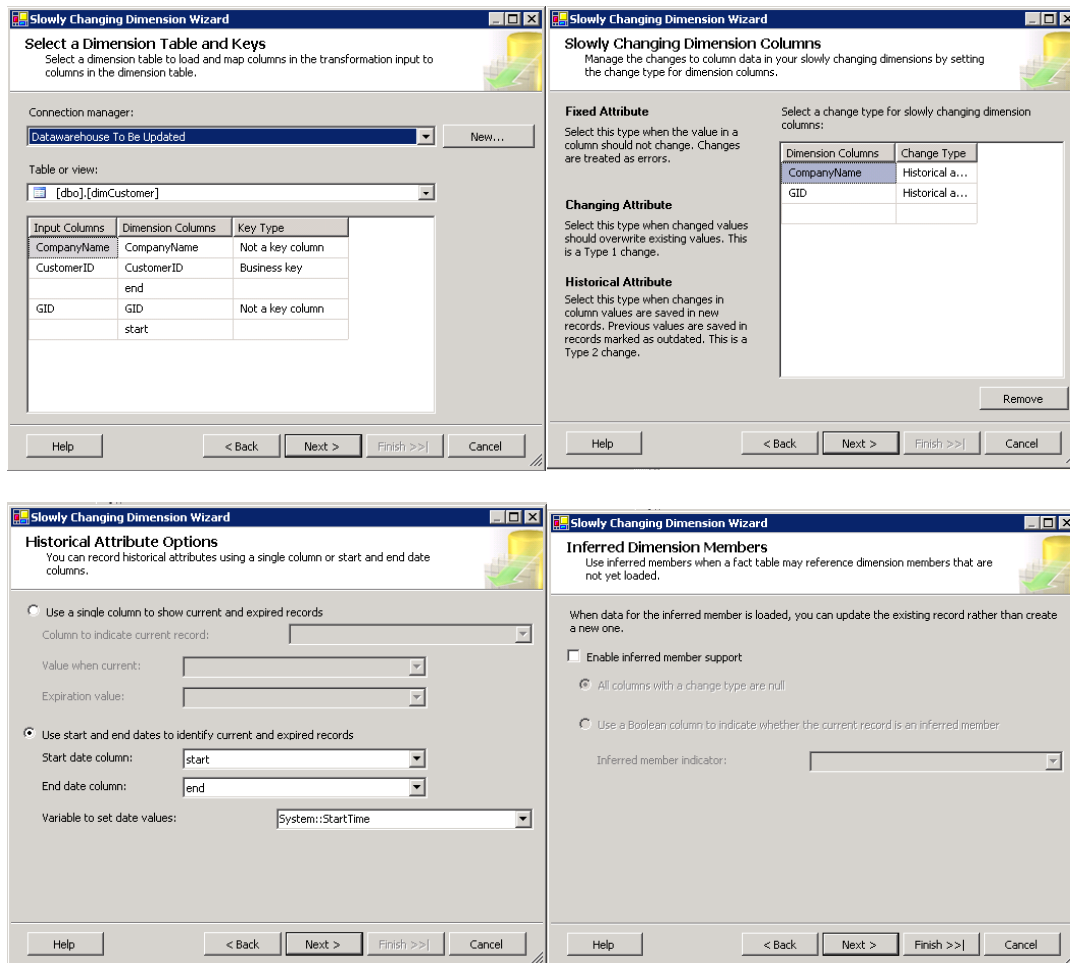 Slowly Changing Dimension Wizard
Select a Dimension Table and Keys
Select a dimension table to load and map columns in the transformation input to
columns in the dimension table.
Connection manager:
Datawarehouse To Be Updated
New...
Table or view:
[dbo].[dimCustomer]
Input Columns Dimension Columns Key Type
CompanyName CompanyName Not a key column
CustomerID CustomerID Business key
end
GID GID Not a key column
start
Help < Back Next > Finish >>| Cancel
Slowly Changing Dimension Wizard
Slowly Changing Dimension Columns
Manage the changes to column data in your slowly changing dimensions by setting
the change type for dimension columns.
Fixed Attribute
Select this type when the value in a
column should not change. Changes
are treated as errors.
Changing Attribute
Select this type when changed values
should overwrite existing values. This
is a Type 1 change.
Historical Attribute
Select this type when changes in
column values are saved in new
records. Previous values are saved in
records marked as outdated. This is a
Type 2 change.
Select a change type for slowly changing dimension
columns:
Dimension Columns Change Type
CompanyName Historical a...
GID Historical a...
Remove
Help < Back Next > Finish >>| Cancel
Slowly Changing Dimension Wizard
Historical Attribute Options
You can record historical attributes using a single column or start and end date
columns.
Use a single column to show current and expired records
Column to indicate current record:
Value when current:
Expiration value:
Use start and end dates to identify current and expired records
Start date column: start
End date column: end
Variable to set date values: System::StartTime
Help < Back Next > Finish >>| Cancel
Slowly Changing Dimension Wizard
Inferred Dimension Members
Use inferred members when a fact table may reference dimension members that are
not yet loaded.
When data for the inferred member is loaded, you can update the existing record rather than create
a new one.
Enable inferred member support
All columns with a change type are null
Use a Boolean column to indicate whether the current record is an inferred member
Inferred member indicator:
Help < Back Next > Finish >>| Cancel